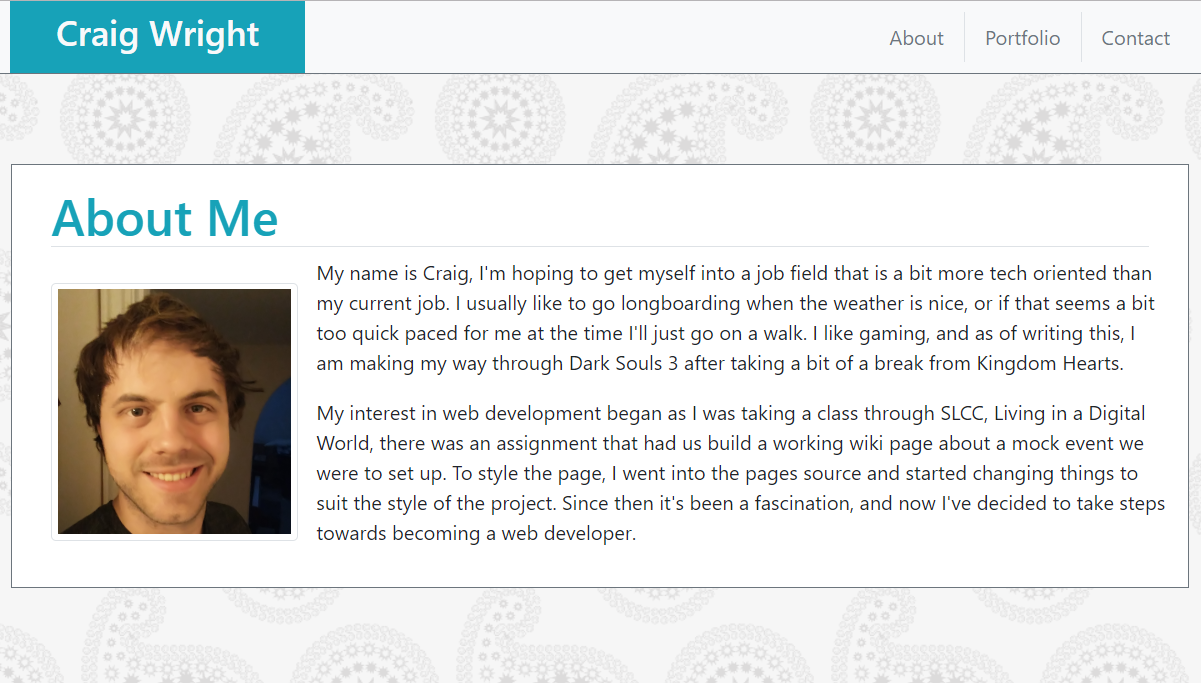 Craig Wright
About
Portfolio
Contact
About Me
My name is Craig, I'm hoping to get myself into a job field that is a bit more tech oriented than
my current job. I usually like to go longboarding when the weather is nice, or if that seems a bit
too quick paced for me at the time I'll just go on a walk. I like gaming, and as of writing this, I
am making my way through Dark Souls 3 after taking a bit of a break from Kingdom Hearts.
My interest in web development began as I was taking a class through SLCC, Living in a Digital
World, there was an assignment that had us build a working wiki page about a mock event we
were to set up. To style the page, I went into the pages source and started changing things to
suit the style of the project. Since then it's been a fascination, and now I've decided to take steps
towards becoming a web developer.